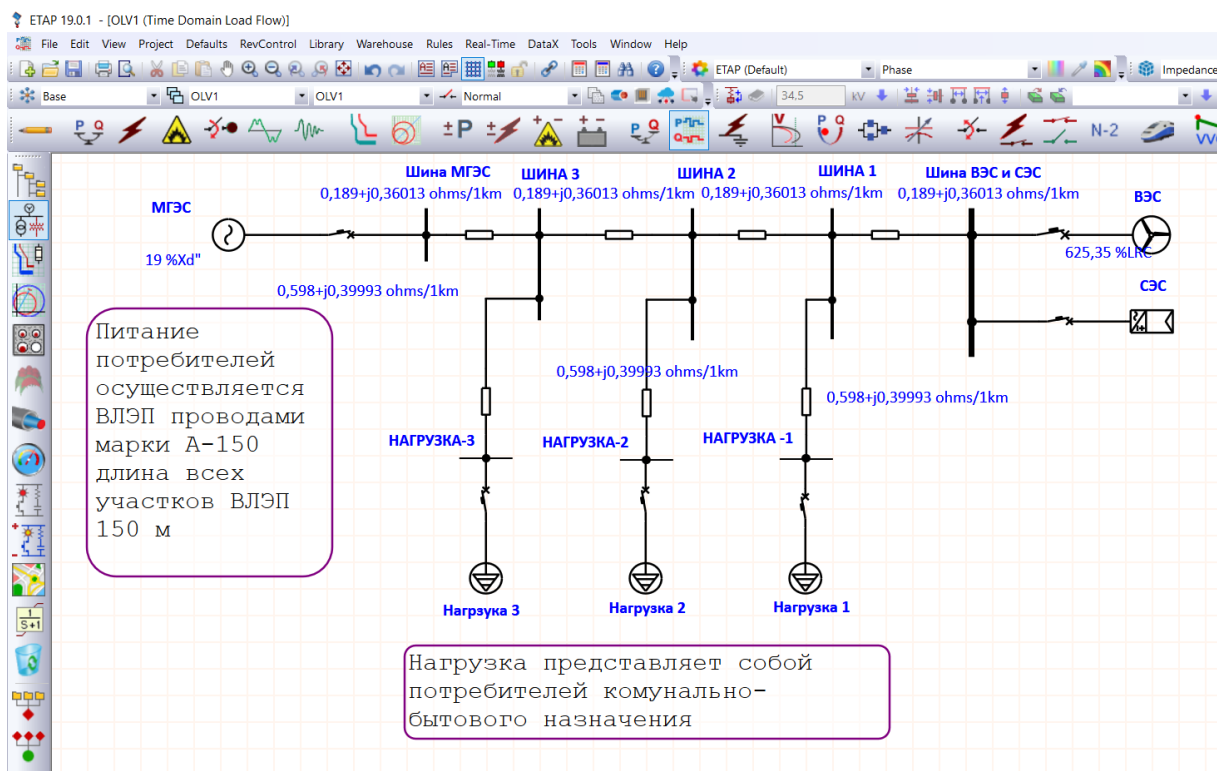 ETAP 19.0.1 - [OLV1 (Time Domain Load Flow)]
File Edit View Project Defaults RevControl Library Warehouse Rules Real-Time DataX Tools Window Help
ETAP (Default) Phase Impedance
Base OLV1 OLV1 Normal 34,5 kV
P Q ±P P Q P Q V P Q N-2
Шина МГЭС ШИНА 3 ШИНА 2 ШИНА 1 Шина ВЭС и СЭС
0,189+j0,36013 ohms/1km 0,189+j0,36013 ohms/1km 0,189+j0,36013 ohms/1km 0,189+j0,36013 ohms/1km
МГЭС ВЭС
19 %Xd" 625,35 %LRC
СЭС
0,598+j0,39993 ohms/1km
Питание
потребителей
осуществляется
ВЛЭП проводами
марки А-150
длина всех
участков ВЛЭП
150 м
0,598+j0,39993 ohms/1km
0,598+j0,39993 ohms/1km
НАГРУЗКА-3 НАГРУЗКА-2 НАГРУЗКА -1
Нагрзука 3 Нагрузка 2 Нагрузка 1
1
S+1
Нагрузка представляет собой
потребителей комунально-
бытового назначения